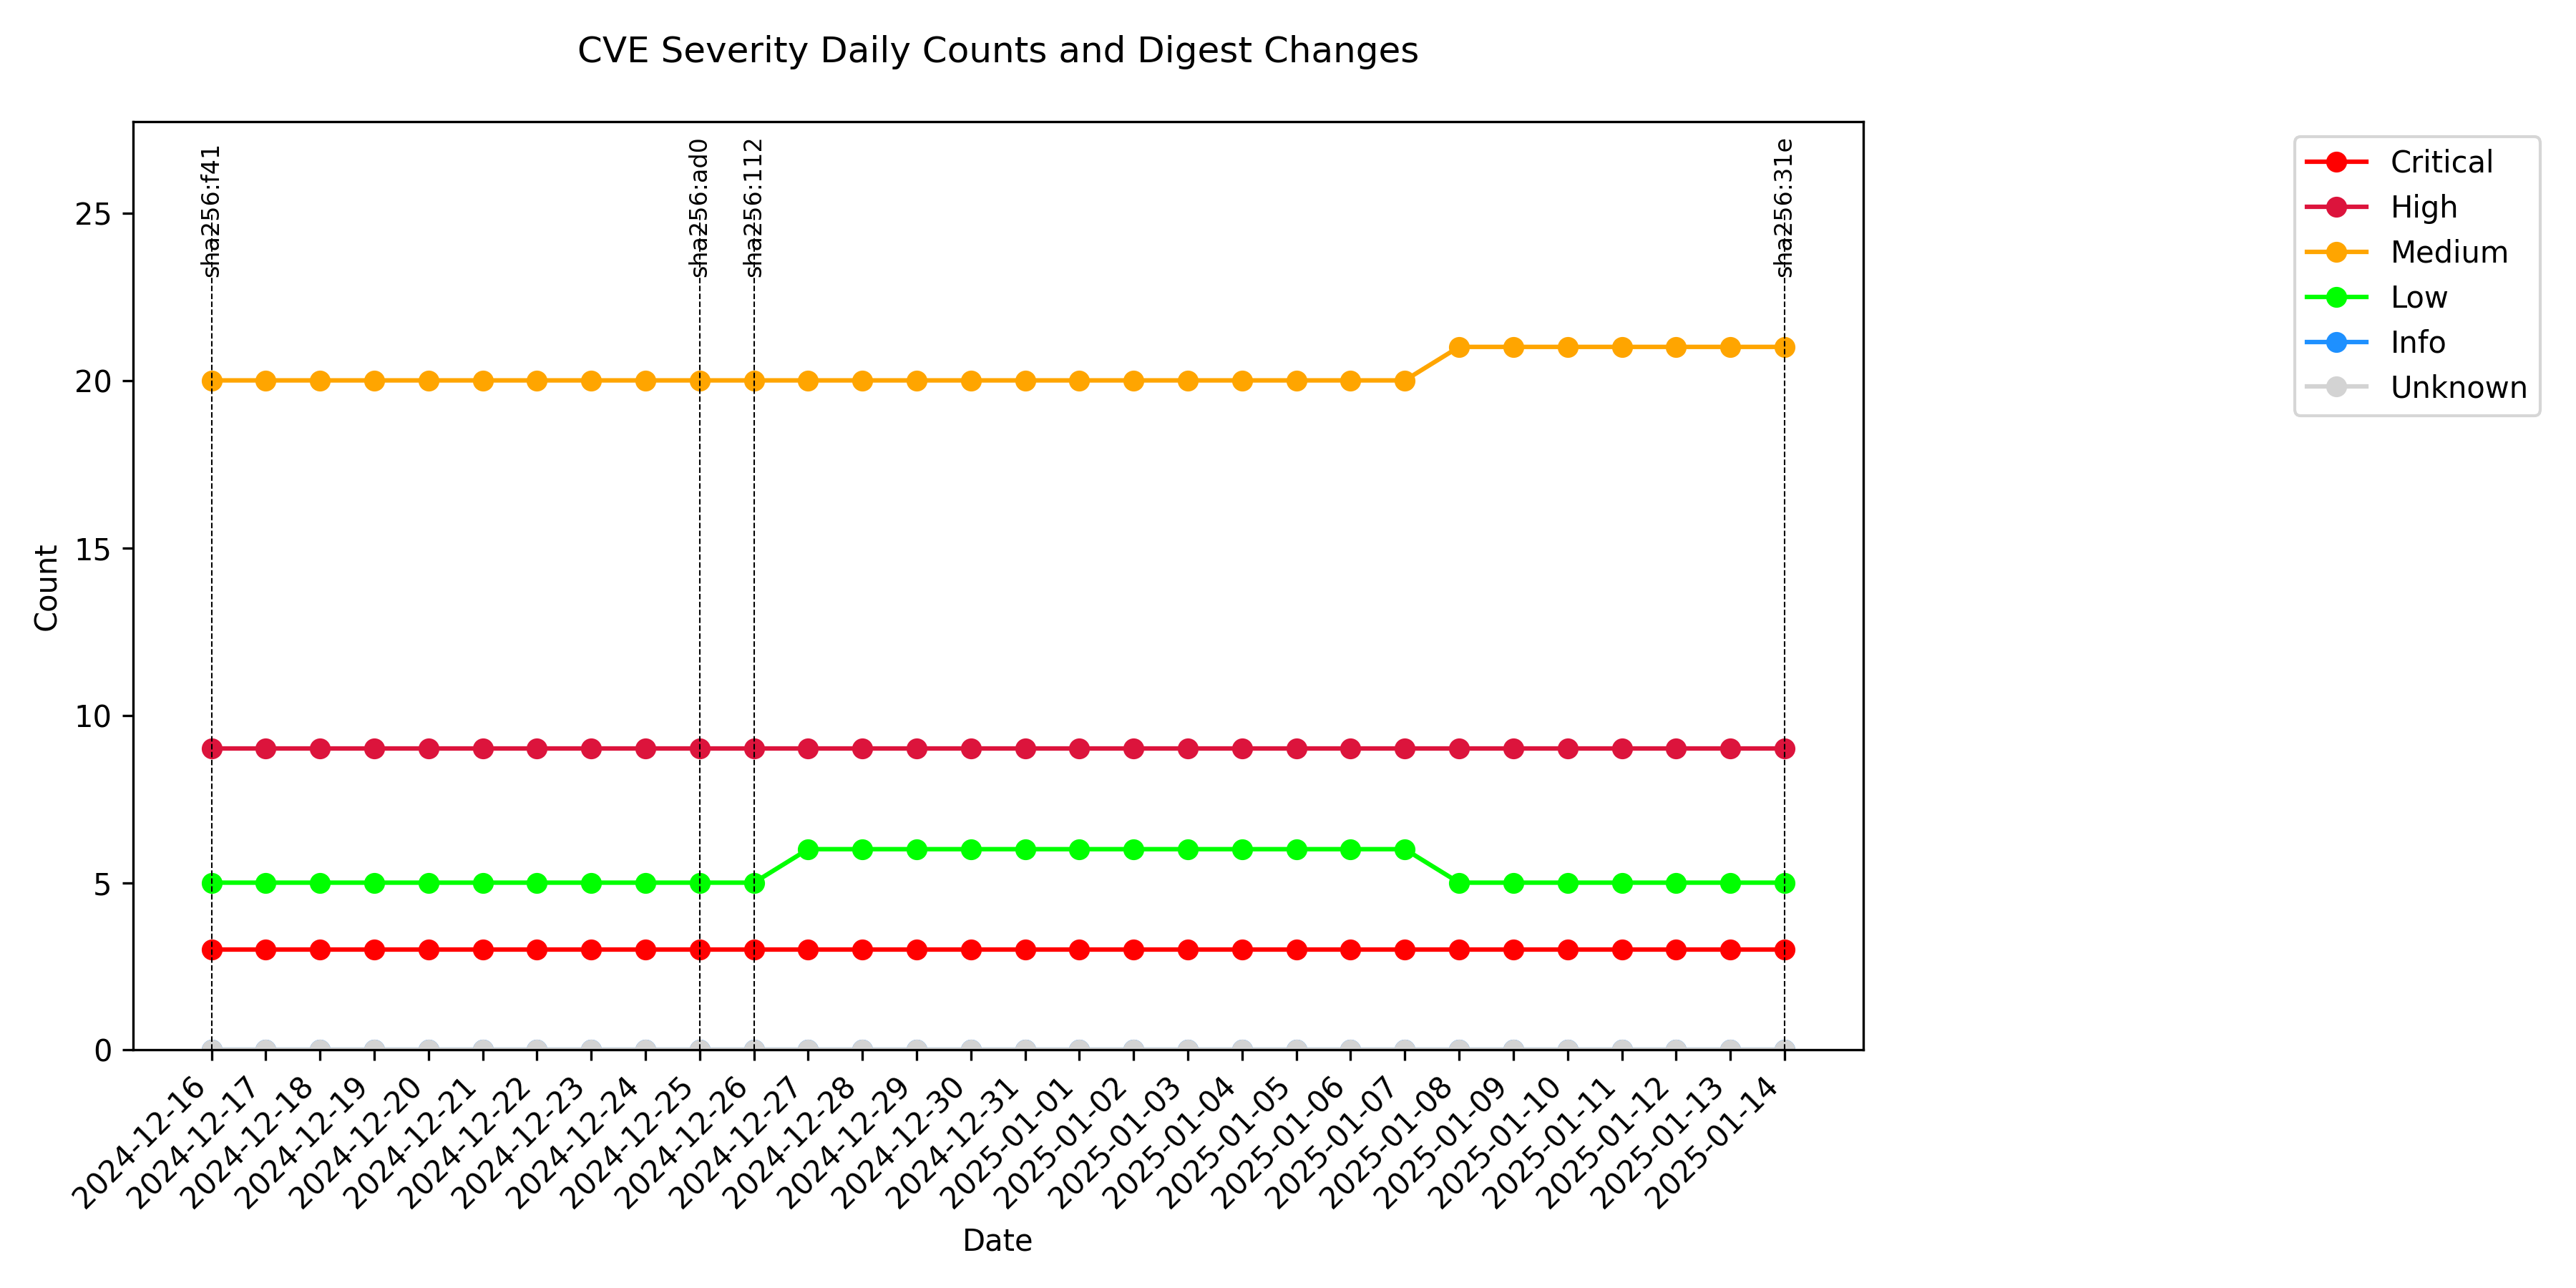 CVE Severity Daily Counts and Digest Changes
sha256:f41
sha256:ad0
sha256:112
sha256:31e
Critical
High
Medium
Low
Info
Unknown
Count
25
20
15
10
5
0
2024-12-16
2024-12-17
2024-12-18
2024-12-19
2024-12-20
2024-12-21
2024-12-22
2024-12-23
2024-12-24
2024-12-25
2024-12-26
2024-12-27
2024-12-28
2024-12-29
2024-12-30
2024-12-31
2025-01-01
2025-01-02
2025-01-03
2025-01-04
2025-01-05
2025-01-06
2025-01-07
2025-01-08
2025-01-09
2025-01-10
2025-01-11
2025-01-12
2025-01-13
2025-01-14
Date